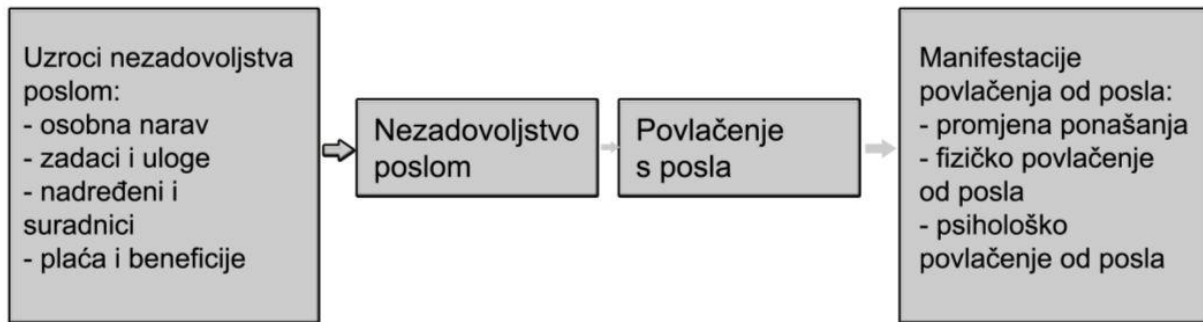 Uzroci nezadovoljstva
poslom:
- osobna narav
- zadaci i uloge
- nadređeni i
suradnici
- plaća i beneficije
Nezadovoljstvo
poslom
Povlačenje
s posla
Manifestacije
povlačenja od posla:
- promjena ponašanja
- fizičko povlačenje
od posla
- psihološko
povlačenje od posla